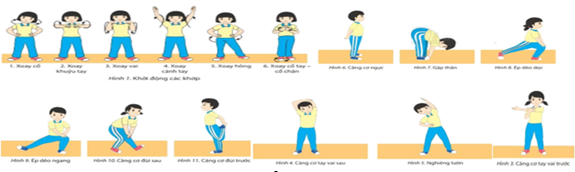 1. Xoay cổ
2. Xoay khuỷu tay
3. Xoay vai
4. Xoay cánh tay
5. Xoay hông
6. Xoay cổ tay – cổ chân
Hình 1. Khởi động các khớp
Hình 6. Căng cơ ngực
Hình 7. Gập thân
Hình 8. Ép dẻo dọc
Hình 9. Ép dẻo ngang
Hình 10. Căng cơ đùi sau
Hình 11. Căng cơ đùi trước
Hình 4. Căng cơ tay vai sau
Hình 5. Nghiêng lườn
Hình 3. Căng cơ tay vai trước